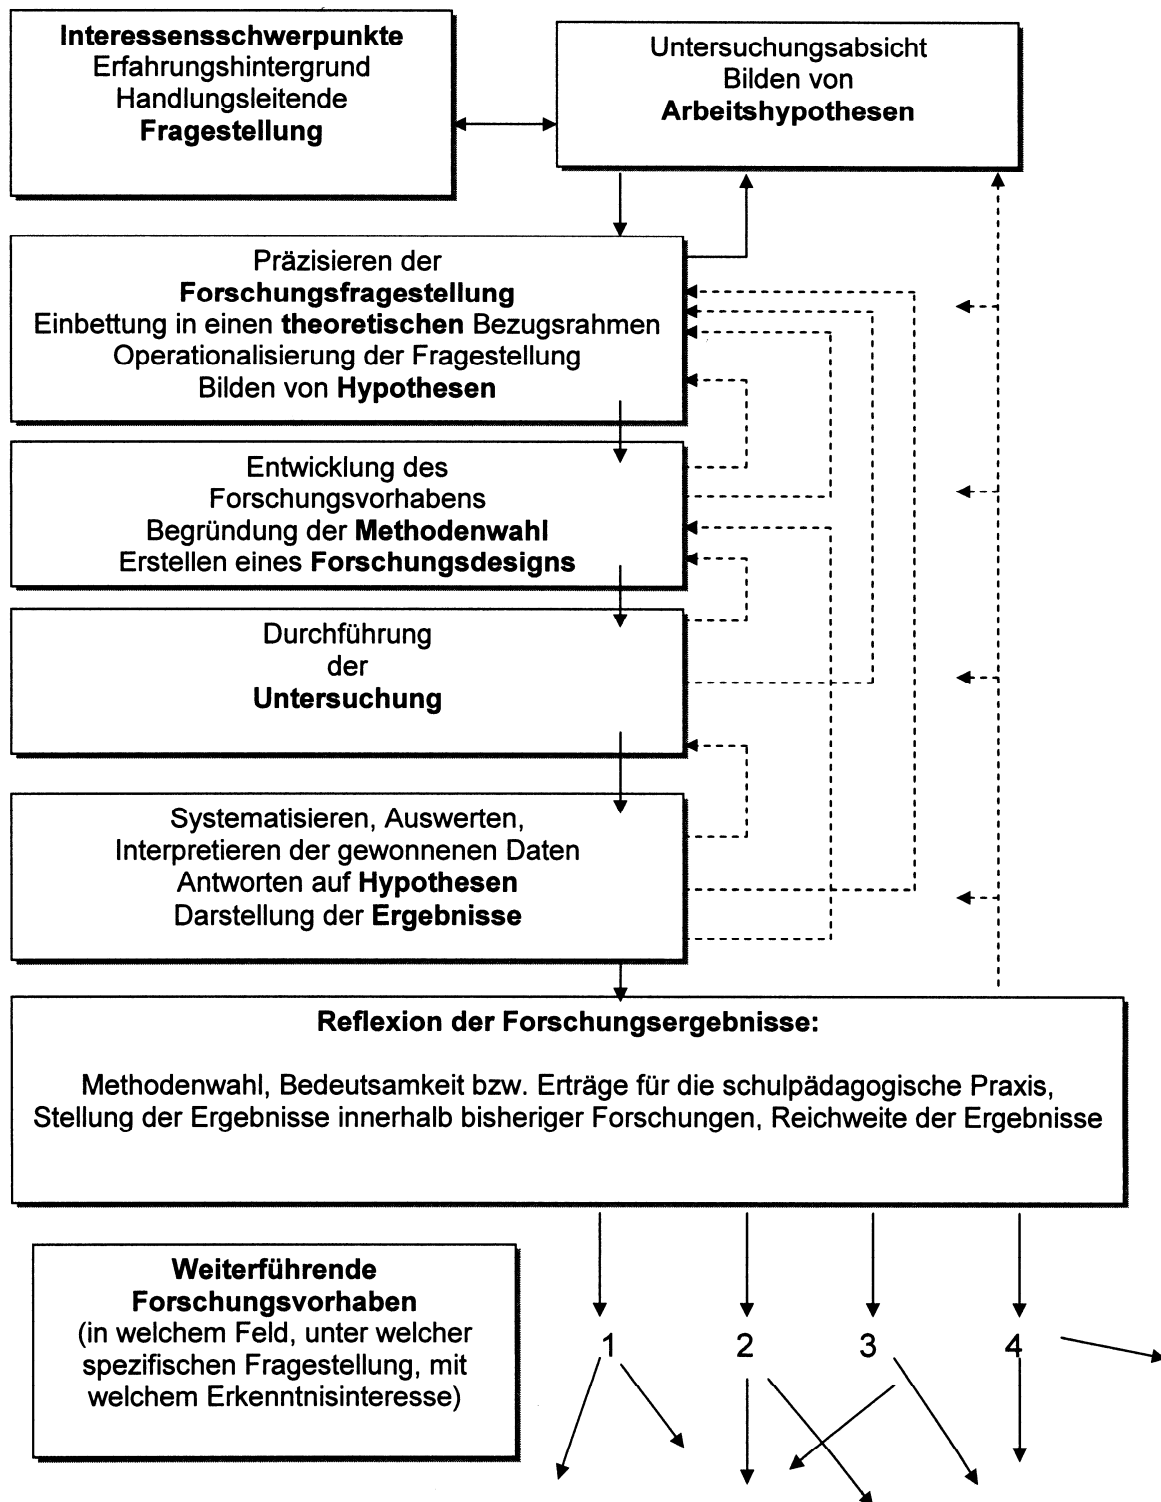 Interessensschwerpunkte
Erfahrungshintergrund
Handlungsleitende
Fragestellung
Untersuchungsabsicht
Bilden von
Arbeitshypothesen
Präzisieren der
Forschungsfragestellung
Einbettung in einen theoretischen Bezugsrahmen
Operationalisierung der Fragestellung
Bilden von Hypothesen
Entwicklung des
Forschungsvorhabens
Begründung der Methodenwahl
Erstellen eines Forschungsdesigns
Durchführung
der
Untersuchung
Systematisieren, Auswerten,
Interpretieren der gewonnenen Daten
Antworten auf Hypothesen
Darstellung der Ergebnisse
Reflexion der Forschungsergebnisse:
Methodenwahl, Bedeutsamkeit bzw. Erträge für die schulpädagogische Praxis,
Stellung der Ergebnisse innerhalb bisheriger Forschungen, Reichweite der Ergebnisse
Weiterführende
Forschungsvorhaben
(in welchem Feld, unter welcher
spezifischen Fragestellung, mit
welchem Erkenntnisinteresse)
1 2 3 4